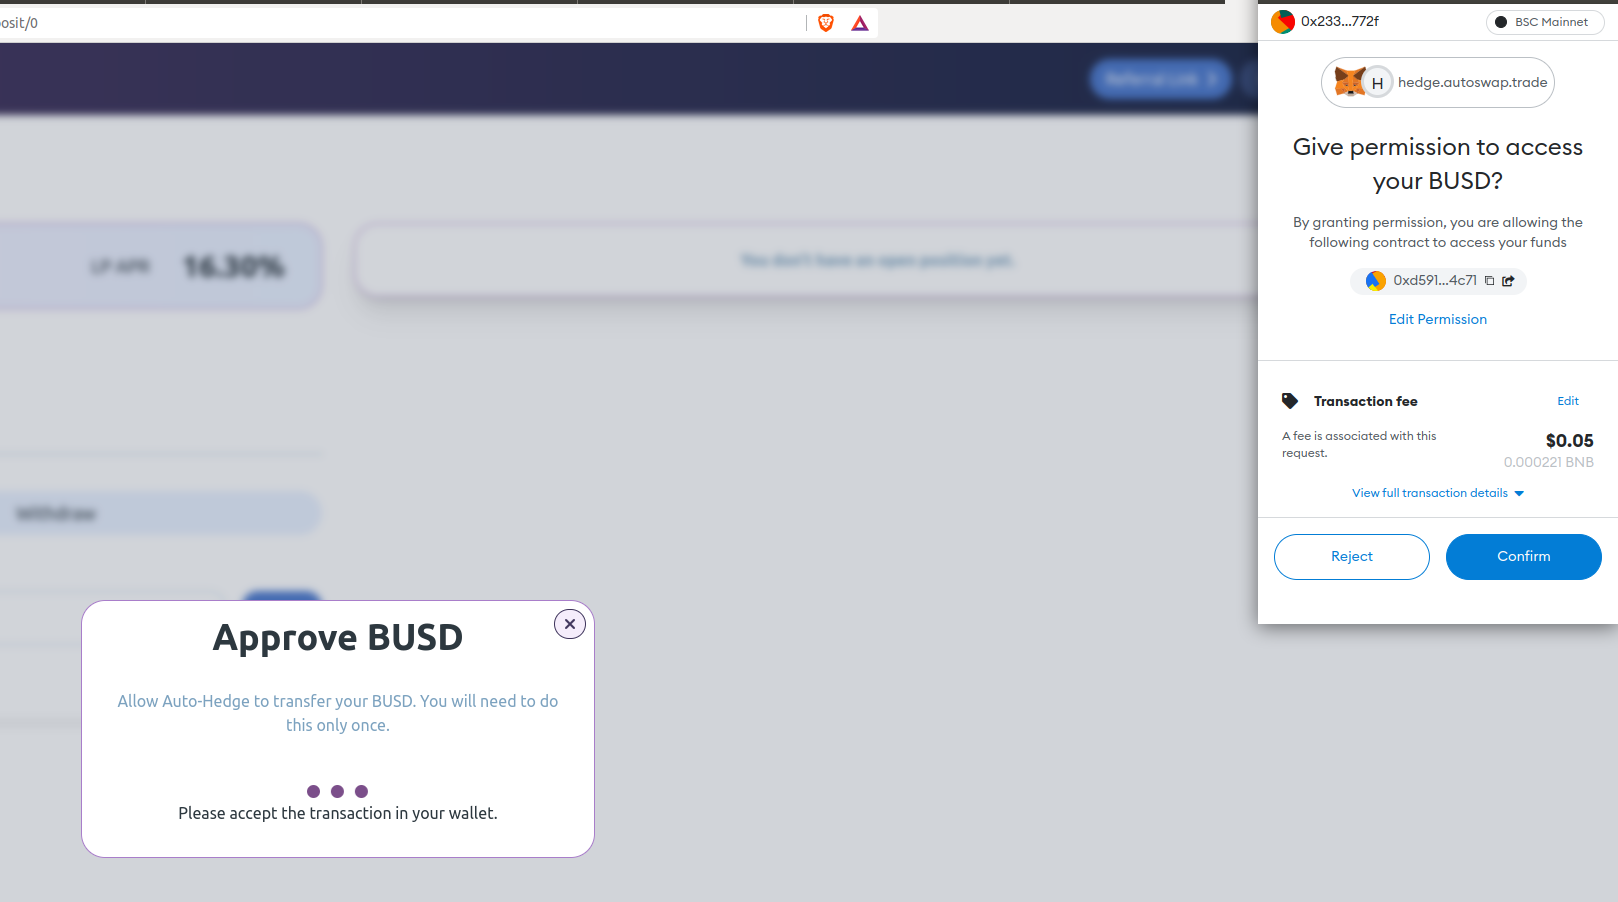 osit/0
Referral Link
LP APR
16.30%
You don't have an open position yet.
Withdraw
Approve BUSD
Allow Auto-Hedge to transfer your BUSD. You will need to do
this only once.
Please accept the transaction in your wallet.
0x233...772f
BSC Mainnet
H
hedge.autoswap.trade
Give permission to access
your BUSD?
By granting permission, you are allowing the
following contract to access your funds
0xd591...4c71
Edit Permission
Transaction fee
Edit
A fee is associated with this
request.
$0.05
0.000221 BNB
View full transaction details
Reject
Confirm